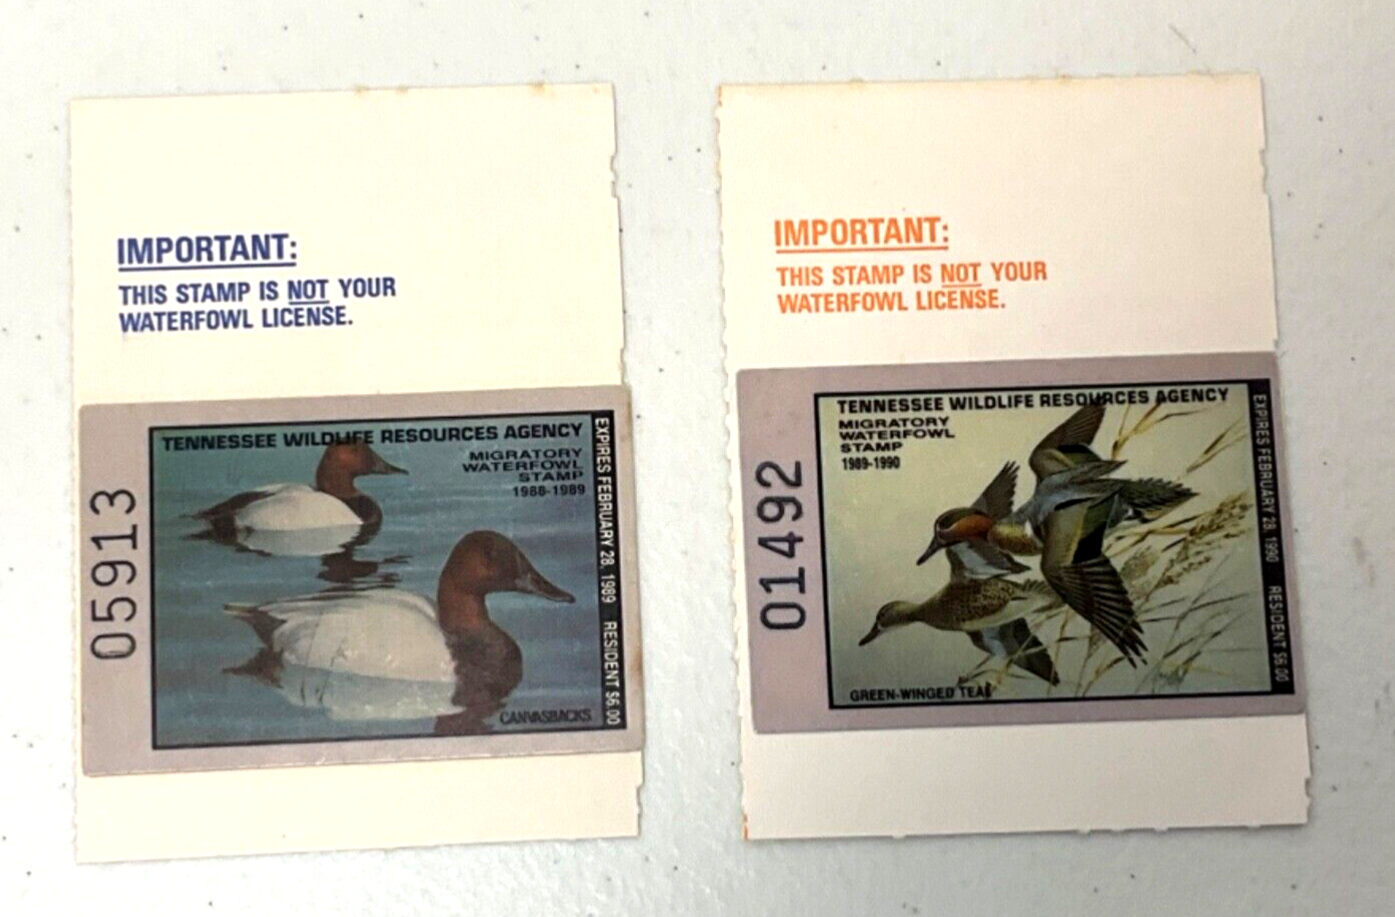 IMPORTANT:
THIS STAMP IS NOT YOUR
WATERFOWL LICENSE.
05913
TENNESSEE WILDLIFE RESOURCES AGENCY
MIGRATORY
WATERFOWL
STAMP
1988-1989
EXPIRES FEBRUARY 28, 1989 RESIDENT $6.00
CANVASBACKS
IMPORTANT:
THIS STAMP IS NOT YOUR
WATERFOWL LICENSE.
01492
TENNESSEE WILDLIFE RESOURCES AGENCY
MIGRATORY
WATERFOWL
STAMP
1989-1990
EXPIRES FEBRUARY 28, 1990 RESIDENT $6.00
GREEN-WINGED TEAL